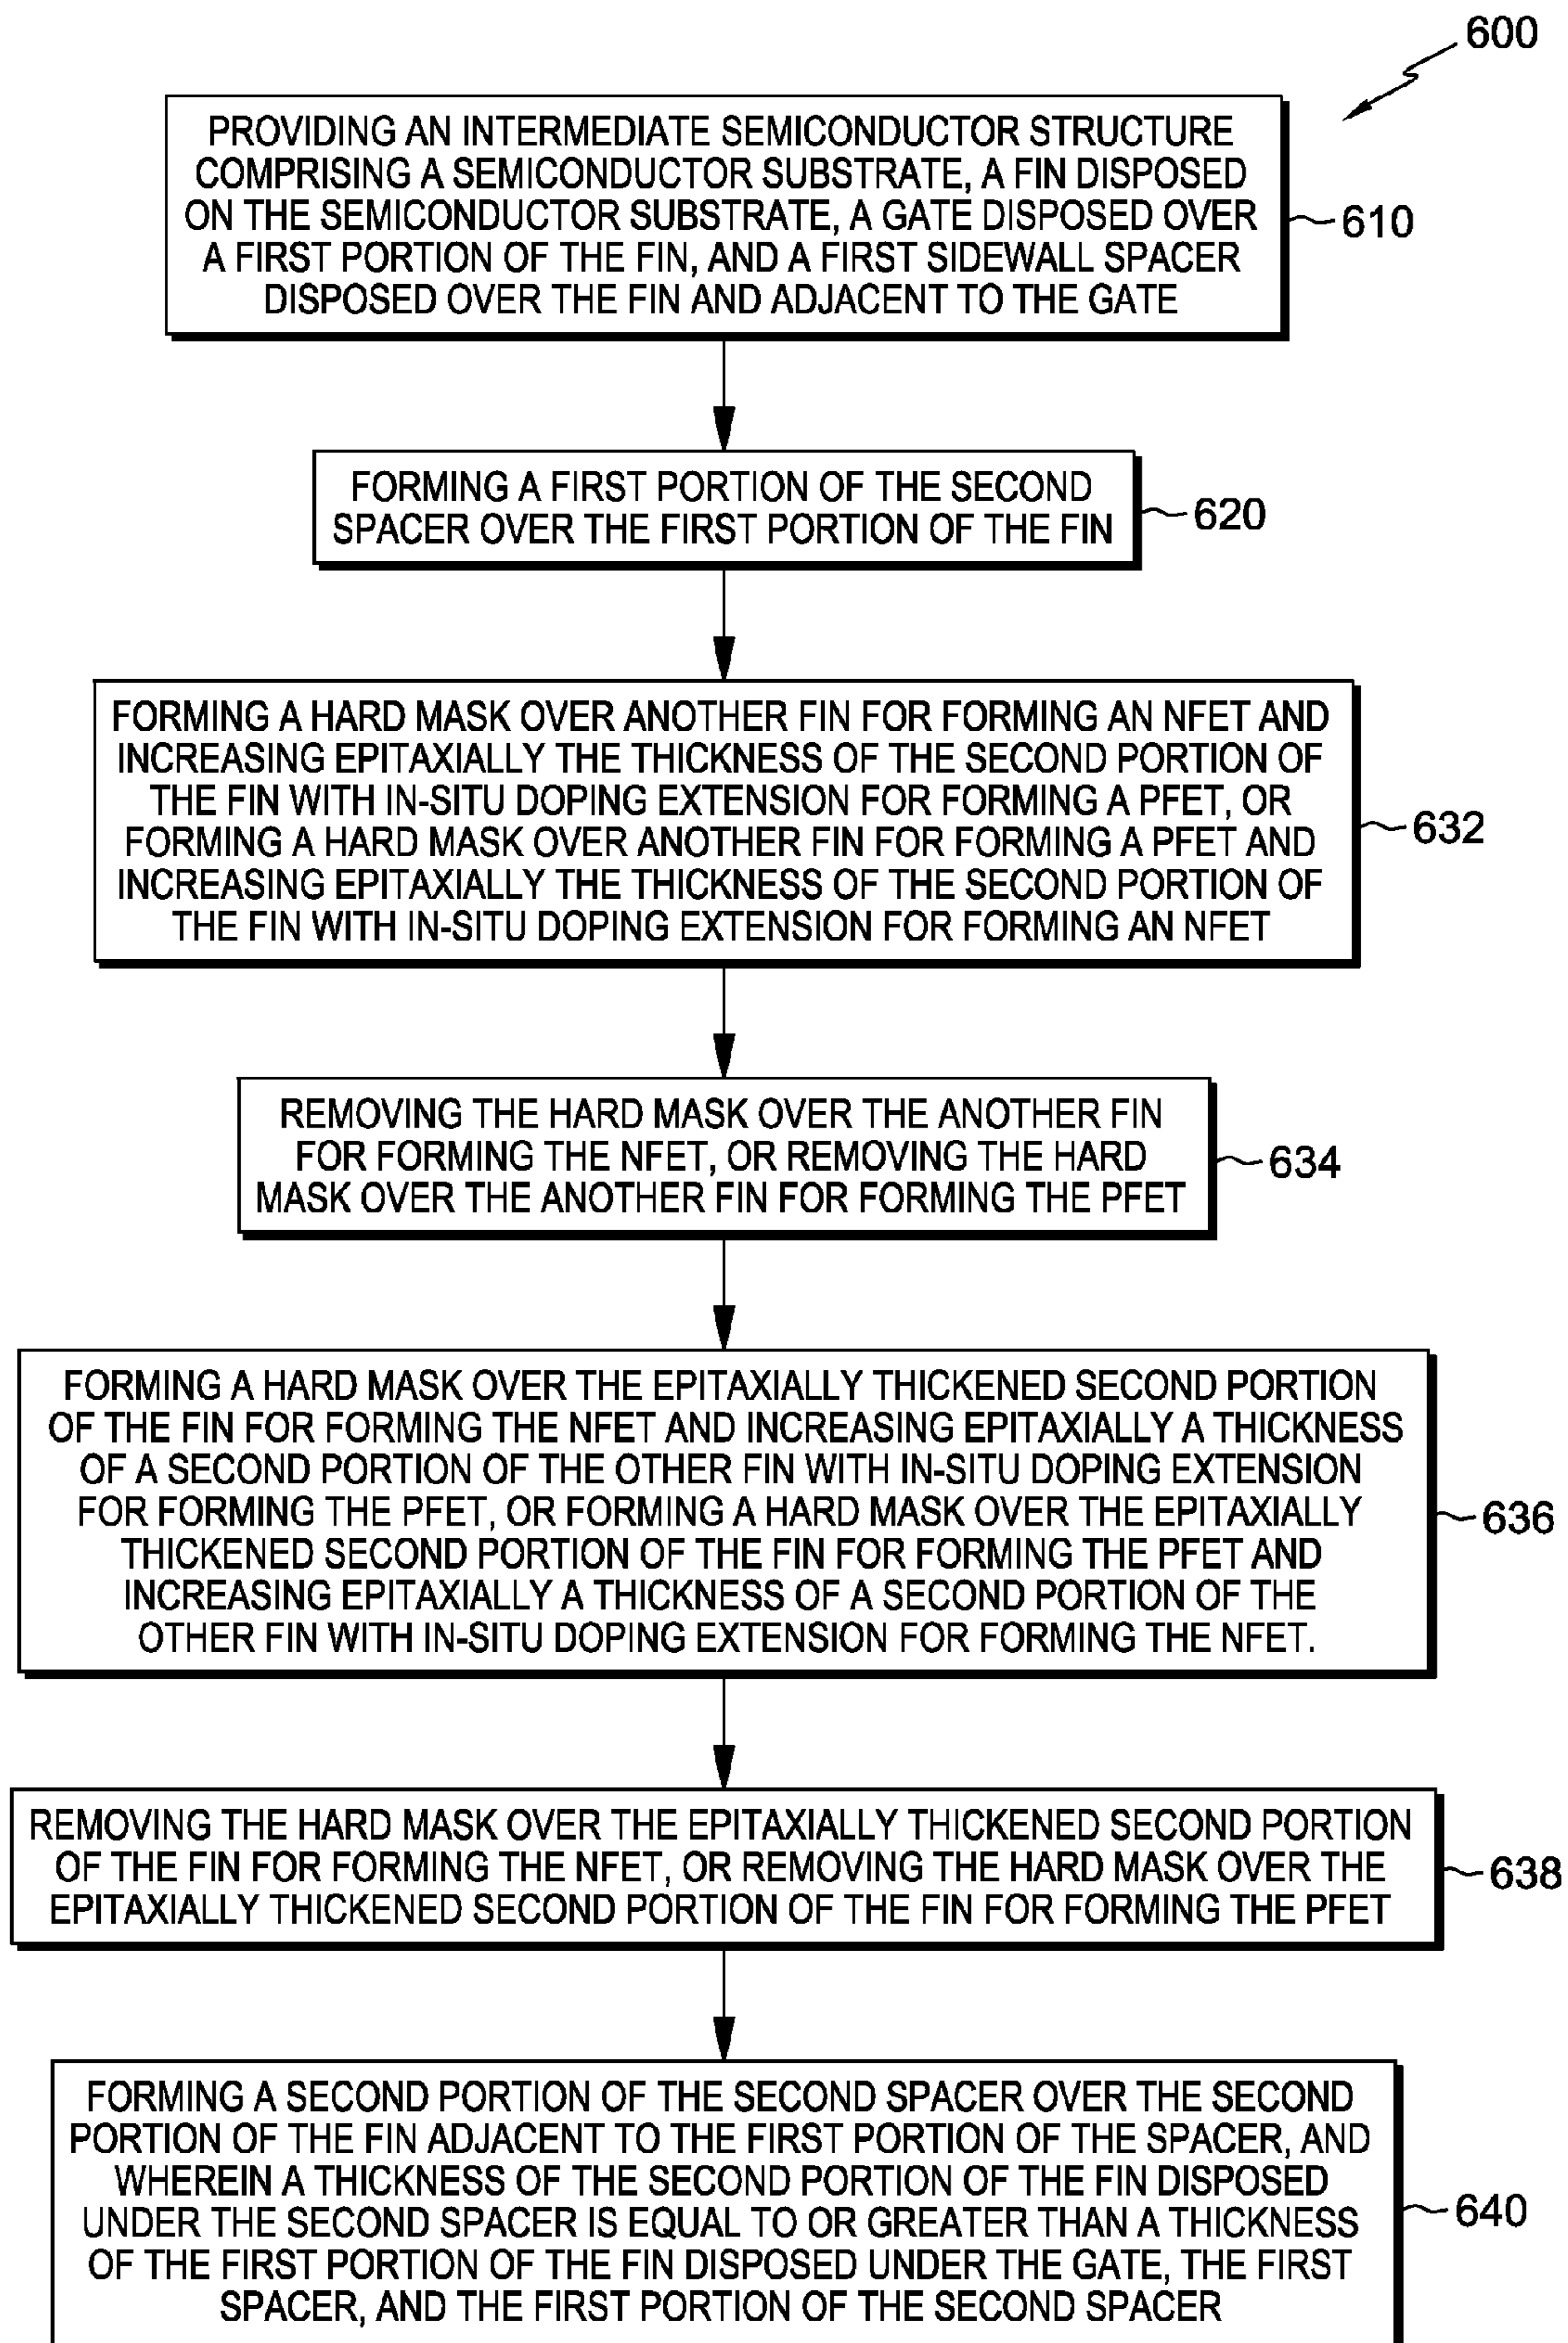 600
PROVIDING AN INTERMEDIATE SEMICONDUCTOR STRUCTURE
COMPRISING A SEMICONDUCTOR SUBSTRATE, A FIN DISPOSED
ON THE SEMICONDUCTOR SUBSTRATE, A GATE DISPOSED OVER
A FIRST PORTION OF THE FIN, AND A FIRST SIDEWALL SPACER
DISPOSED OVER THE FIN AND ADJACENT TO THE GATE
610
FORMING A FIRST PORTION OF THE SECOND
SPACER OVER THE FIRST PORTION OF THE FIN
620
FORMING A HARD MASK OVER ANOTHER FIN FOR FORMING AN NFET AND
INCREASING EPITAXIALLY THE THICKNESS OF THE SECOND PORTION OF
THE FIN WITH IN-SITU DOPING EXTENSION FOR FORMING A PFET, OR
FORMING A HARD MASK OVER ANOTHER FIN FOR FORMING A PFET AND
INCREASING EPITAXIALLY THE THICKNESS OF THE SECOND PORTION OF
THE FIN WITH IN-SITU DOPING EXTENSION FOR FORMING AN NFET
632
REMOVING THE HARD MASK OVER THE ANOTHER FIN
FOR FORMING THE NFET, OR REMOVING THE HARD
MASK OVER THE ANOTHER FIN FOR FORMING THE PFET
634
FORMING A HARD MASK OVER THE EPITAXIALLY THICKENED SECOND PORTION
OF THE FIN FOR FORMING THE NFET AND INCREASING EPITAXIALLY A THICKNESS
OF A SECOND PORTION OF THE OTHER FIN WITH IN-SITU DOPING EXTENSION
FOR FORMING THE PFET, OR FORMING A HARD MASK OVER THE EPITAXIALLY
THICKENED SECOND PORTION OF THE FIN FOR FORMING THE PFET AND
INCREASING EPITAXIALLY A THICKNESS OF A SECOND PORTION OF THE
OTHER FIN WITH IN-SITU DOPING EXTENSION FOR FORMING THE NFET.
636
REMOVING THE HARD MASK OVER THE EPITAXIALLY THICKENED SECOND PORTION
OF THE FIN FOR FORMING THE NFET, OR REMOVING THE HARD MASK OVER THE
EPITAXIALLY THICKENED SECOND PORTION OF THE FIN FOR FORMING THE PFET
638
FORMING A SECOND PORTION OF THE SECOND SPACER OVER THE SECOND
PORTION OF THE FIN ADJACENT TO THE FIRST PORTION OF THE SPACER, AND
WHEREIN A THICKNESS OF THE SECOND PORTION OF THE FIN DISPOSED
UNDER THE SECOND SPACER IS EQUAL TO OR GREATER THAN A THICKNESS
OF THE FIRST PORTION OF THE FIN DISPOSED UNDER THE GATE, THE FIRST
SPACER, AND THE FIRST PORTION OF THE SECOND SPACER
640